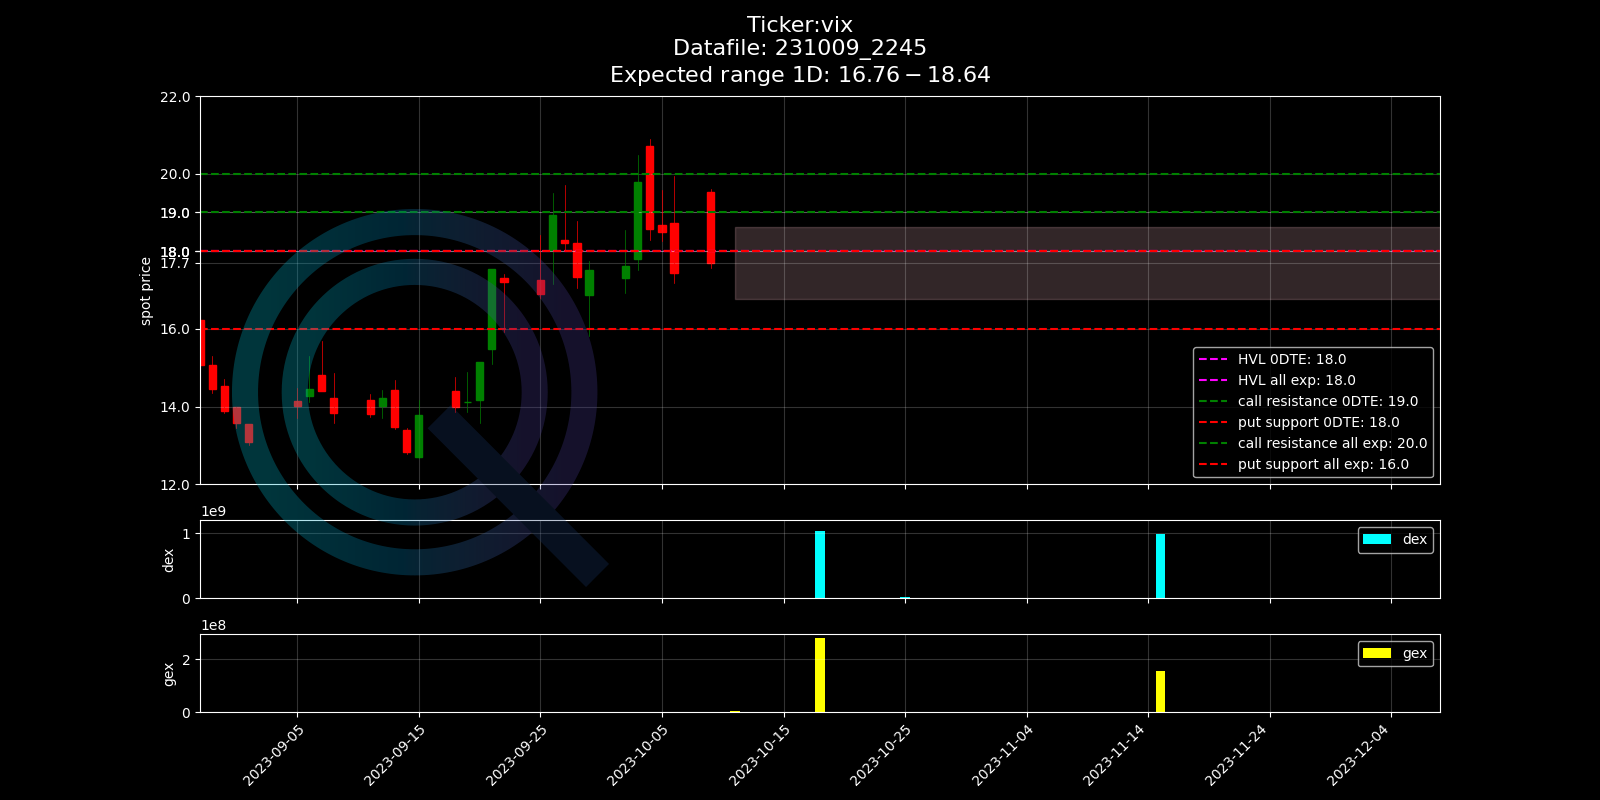 Ticker:vix
Datafile: 231009_2245
Expected range 1D: 16.76 − 18.64
22.0
20.0
19.0
18.0
17.7
16.0
14.0
12.0
spot price
HVL 0DTE: 18.0
HVL all exp: 18.0
call resistance 0DTE: 19.0
put support 0DTE: 18.0
call resistance all exp: 20.0
put support all exp: 16.0
1e9
1
0
dex
dex
1e8
2
0
gex
gex
2023-09-05
2023-09-15
2023-09-25
2023-10-05
2023-10-15
2023-10-25
2023-11-04
2023-11-14
2023-11-24
2023-12-04